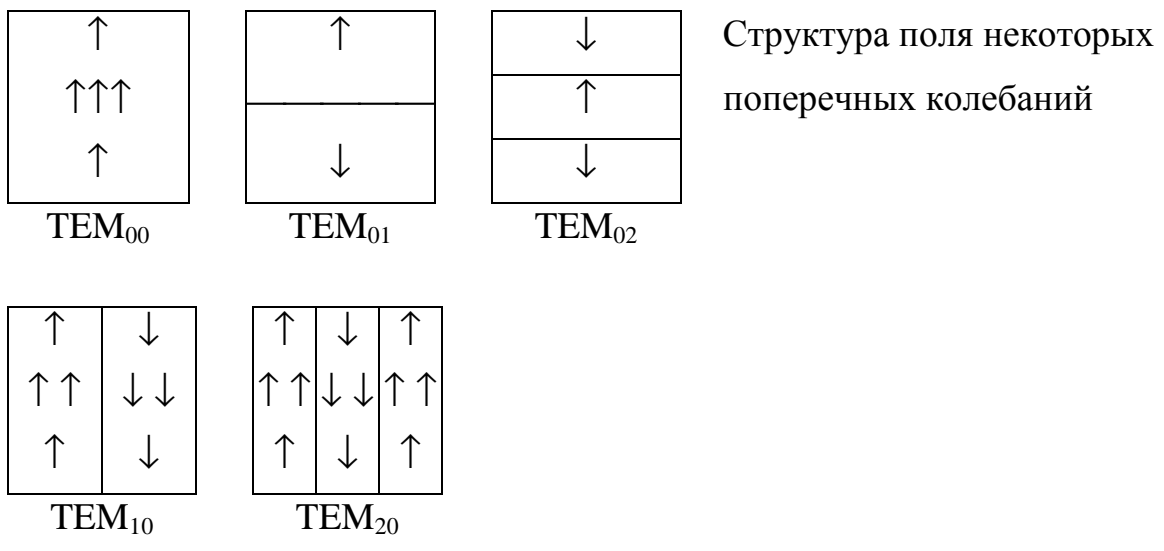 Структура поля некоторых
поперечных колебаний
↑ ↑ ↓
↑↑↑ ↑
↑ ↓ ↓
TEM₀₀ TEM₀₁ TEM₀₂
↑ ↓ ↑ ↓ ↑
↑ ↑ ↓ ↓ ↑ ↑ ↓ ↓ ↑ ↑
↑ ↓ ↑ ↓ ↑
TEM₁₀ TEM₂₀